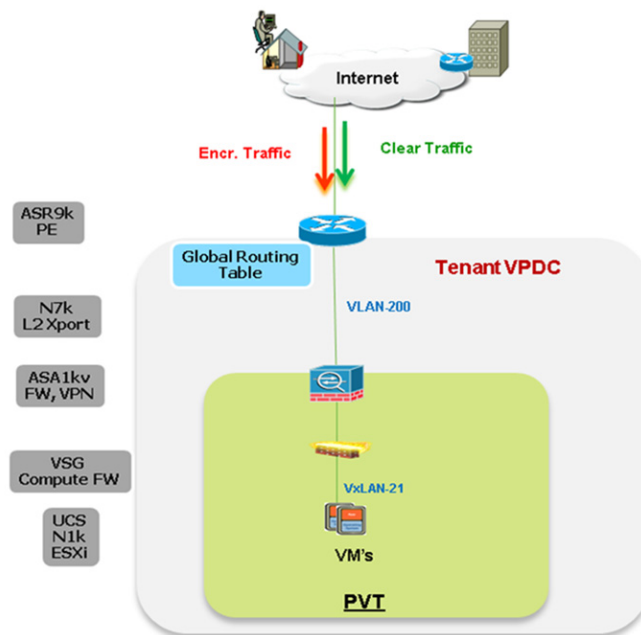 Internet
Encr. Traffic
Clear Traffic
ASR9k
PE
Global Routing
Table
Tenant VPDC
N7k
L2 Xport
VLAN-200
ASA1kv
FW, VPN
VSG
Compute FW
VxLAN-21
UCS
N1k
ESXi
VM's
PVT